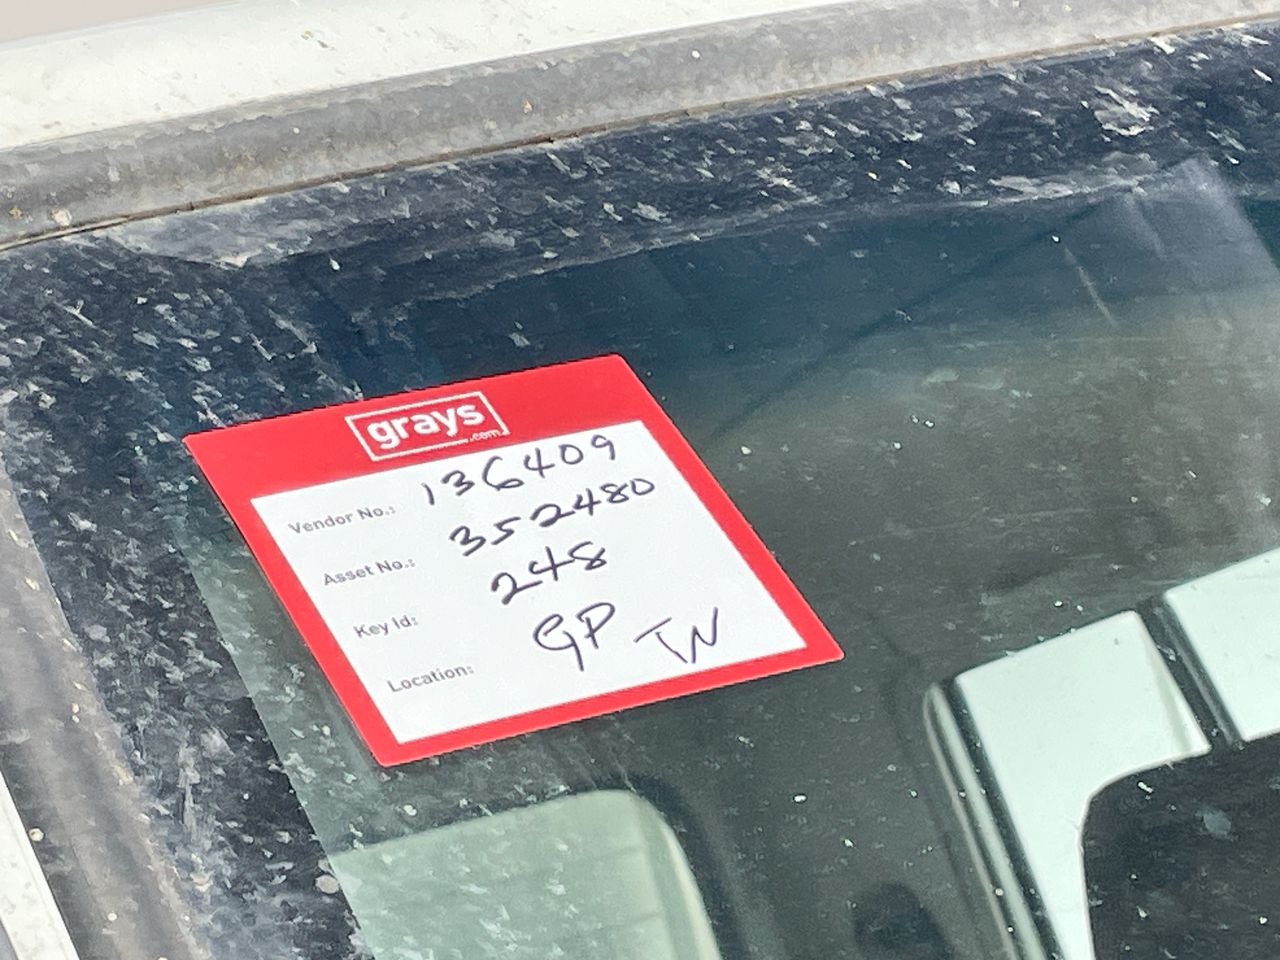 grays
.com
Vendor No.: 136409
Asset No.: 352480
Key Id: 248
Location: GP TN